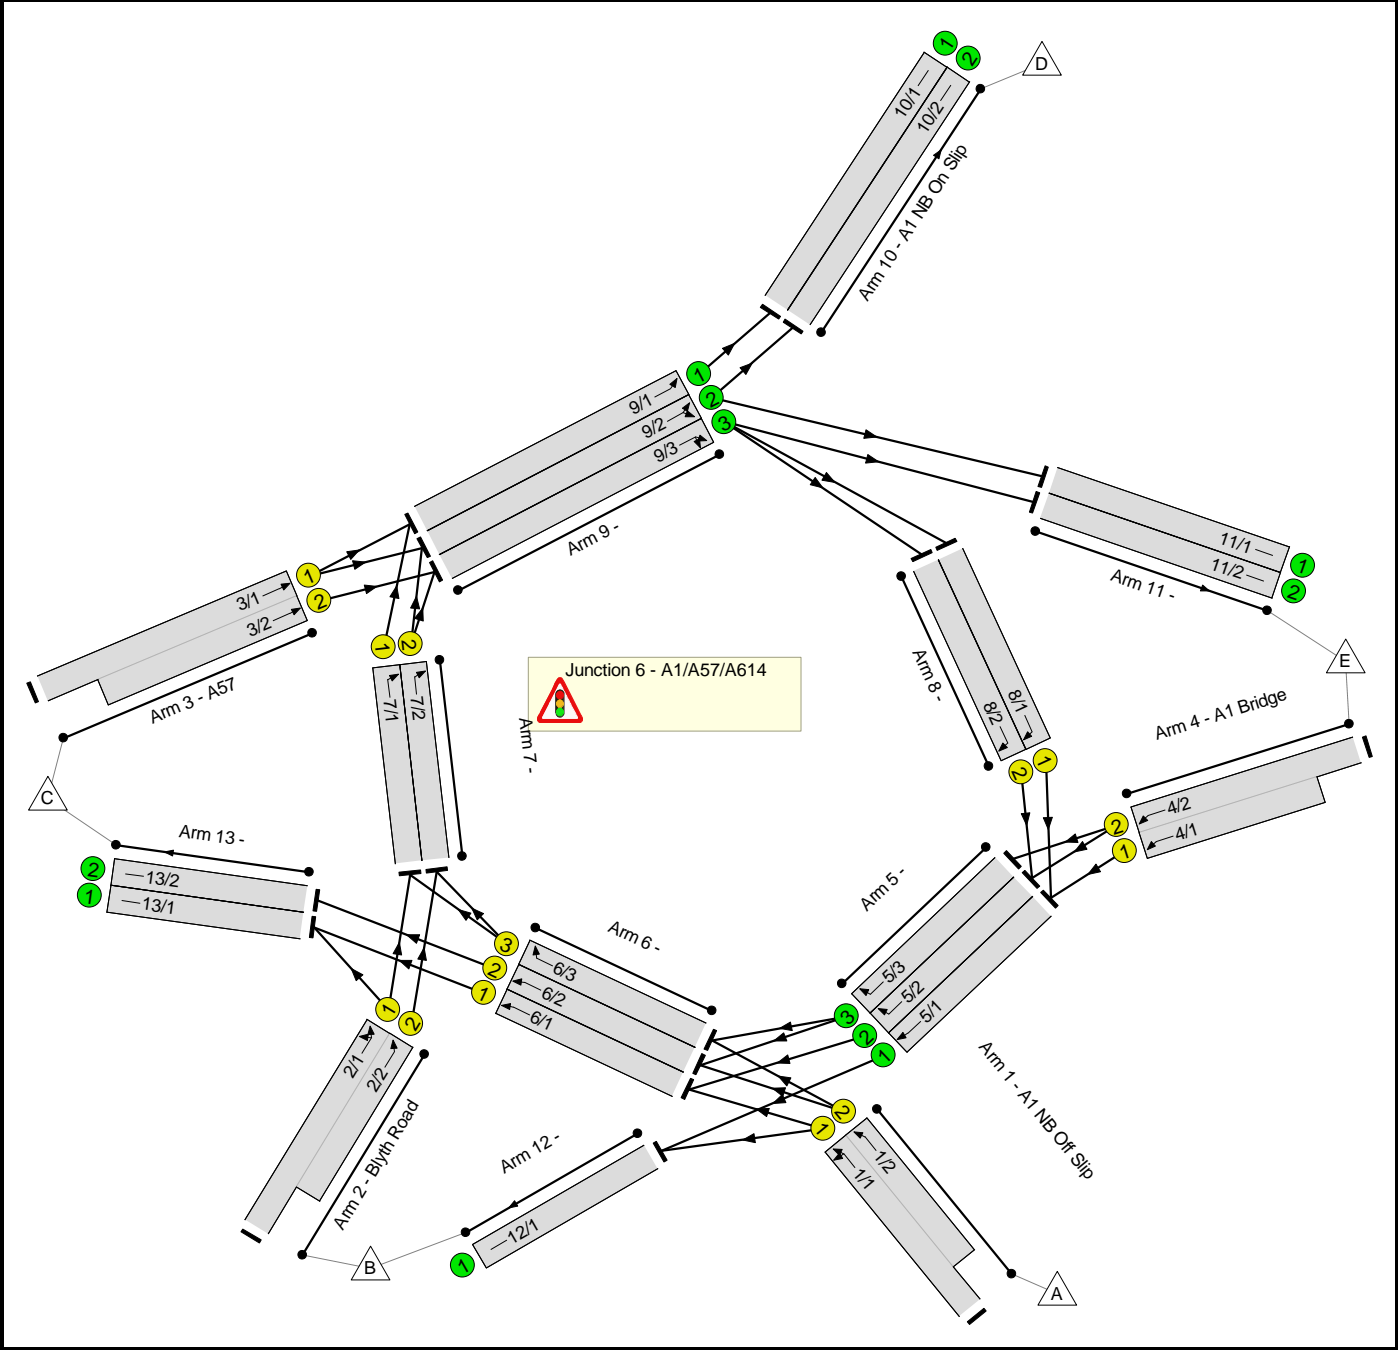 1
2
D
10/1
10/2
Arm 10 - A1 NB On Slip
1
2
3
9/1
9/2
9/3
Arm 9 -
11/1
11/2
1
2
Arm 11 -
1
2
3/1
3/2
Arm 3 - A57
1
2
7/1
7/2
Arm 7 -
Junction 6 - A1/A57/A614
Arm 8 -
8/1
8/2
2
1
E
Arm 4 - A1 Bridge
4/2
4/1
2
1
C
Arm 13 -
2
1
13/2
13/1
Arm 5 -
5/3
5/2
5/1
3
2
1
Arm 6 -
3
2
1
6/3
6/2
6/1
1
2
2/1
2/2
Arm 2 - Blyth Road
Arm 1 - A1 NB Off Slip
2
1
1/2
1/1
Arm 12 -
12/1
1
B
A